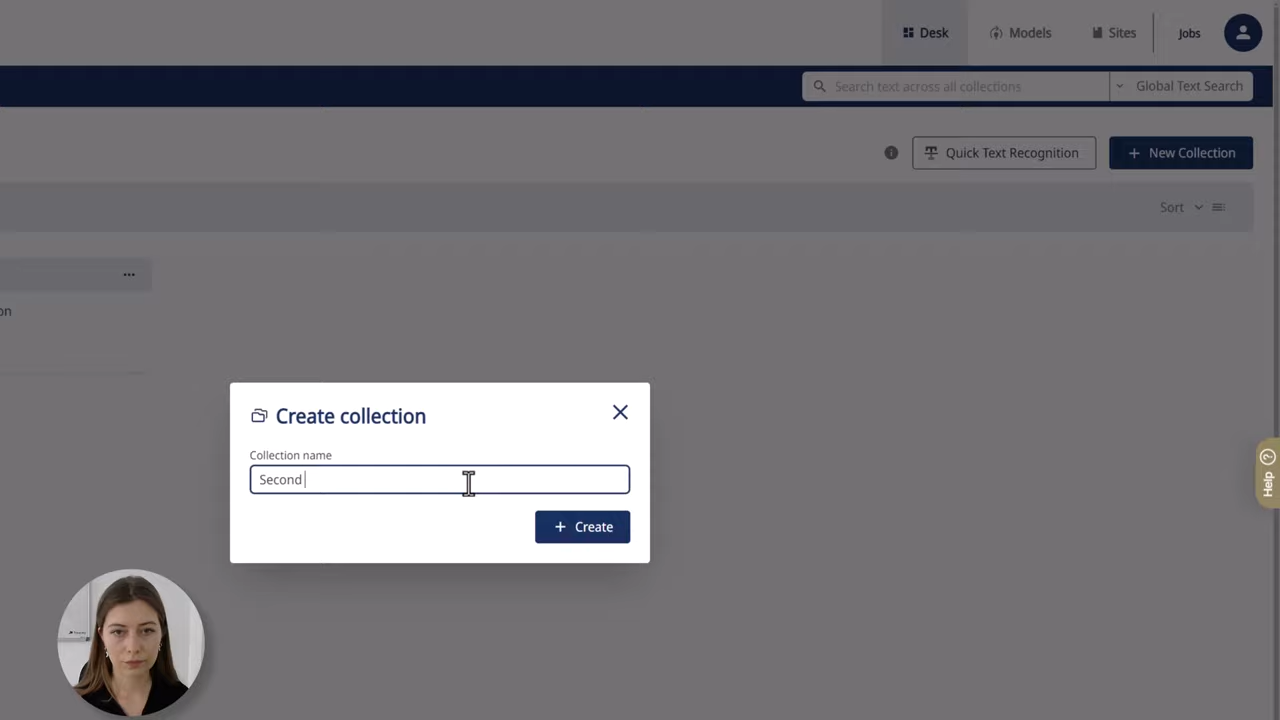 Desk
Models
Sites
Jobs
Search text across all collections
Global Text Search
Quick Text Recognition
+ New Collection
Sort
...
on
Create collection
Collection name
Second
+ Create
Help ?